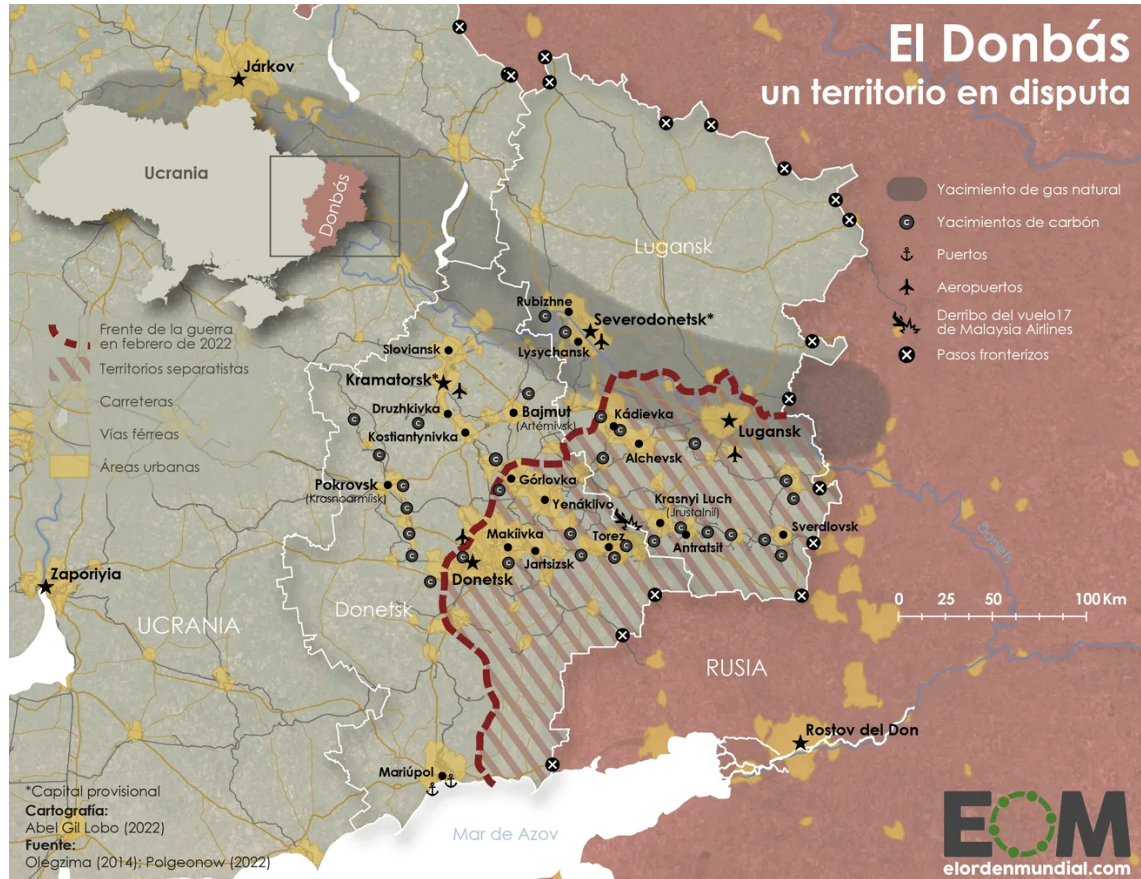 El Donbás
un territorio en disputa
Járkov
Ucrania
Donbás
Yacimiento de gas natural
Yacimientos de carbón
Puertos
Aeropuertos
Derribo del vuelo17
de Malaysia Airlines
Pasos fronterizos
Lugansk
Frente de la guerra
en febrero de 2022
Territorios separatistas
Carreteras
Vías férreas
Áreas urbanas
Rubizhne
Severodonetsk*
Lysychansk
Sloviansk
Kramatorsk*
Druzhkivka
Bajmut
(Artémivsk)
Kostiantynivka
Kádievka
Lugansk
Alchevsk
Pokrovsk
(Krasnoarmiisk)
Górlovka
Yenákiivo
Krasnyi Luch
(Jrustalnii)
Sverdlovsk
Makiivka
Torez
Antratsit
Jartsizsk
Donetsk
Donets
Zaporiyia
Donetsk
UCRANIA
0 25 50 100 Km
RUSIA
Rostov del Don
Mariúpol
Mar de Azov
*Capital provisional
Cartografía:
Abel Gil Lobo (2022)
Fuente:
Olegzima (2014); Polgeonow (2022)
EOM
elordenmundial.com